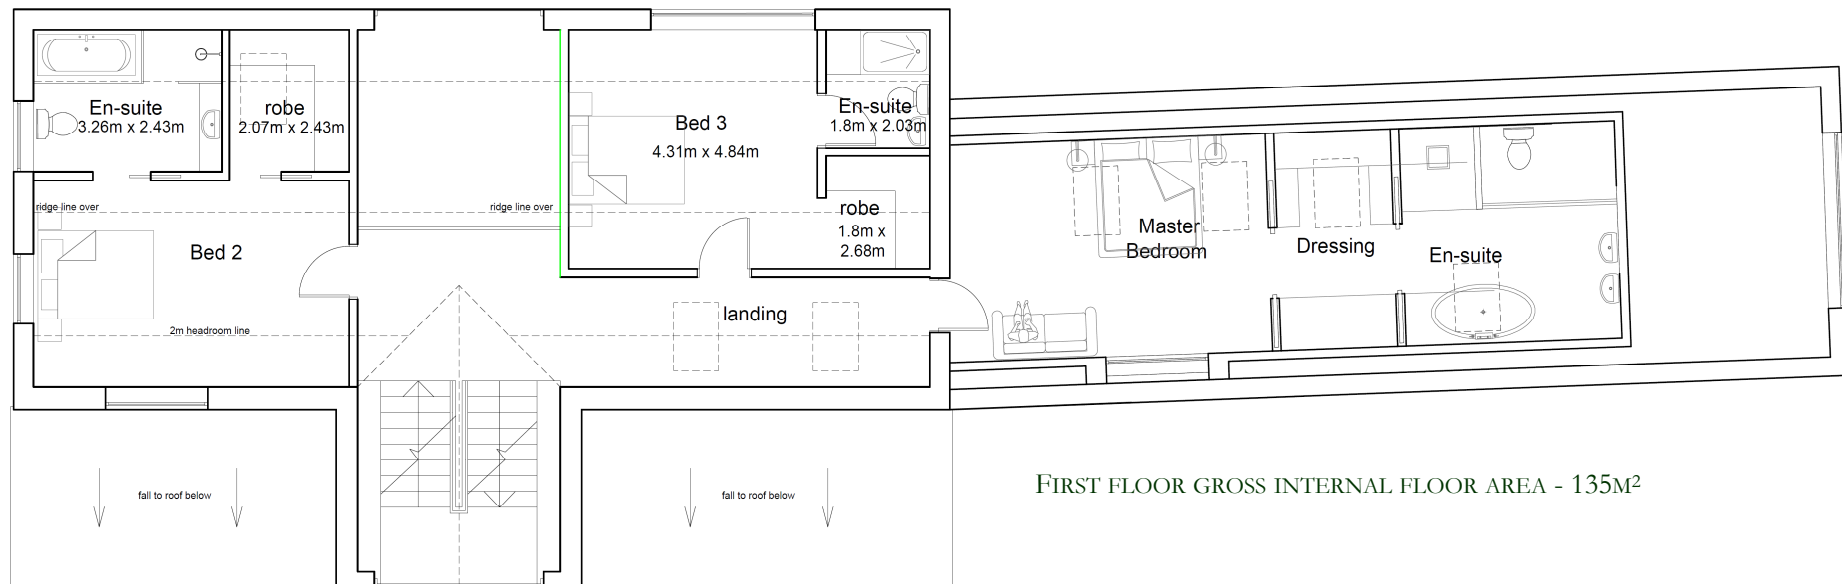 En-suite
3.26m x 2.43m
robe
2.07m x 2.43m
Bed 3
4.31m x 4.84m
En-suite
1.8m x 2.03m
ridge line over
ridge line over
robe
1.8m x
2.68m
Bed 2
Master
Bedroom
Dressing
En-suite
2m headroom line
landing
fall to roof below
fall to roof below
FIRST FLOOR GROSS INTERNAL FLOOR AREA - 135M²